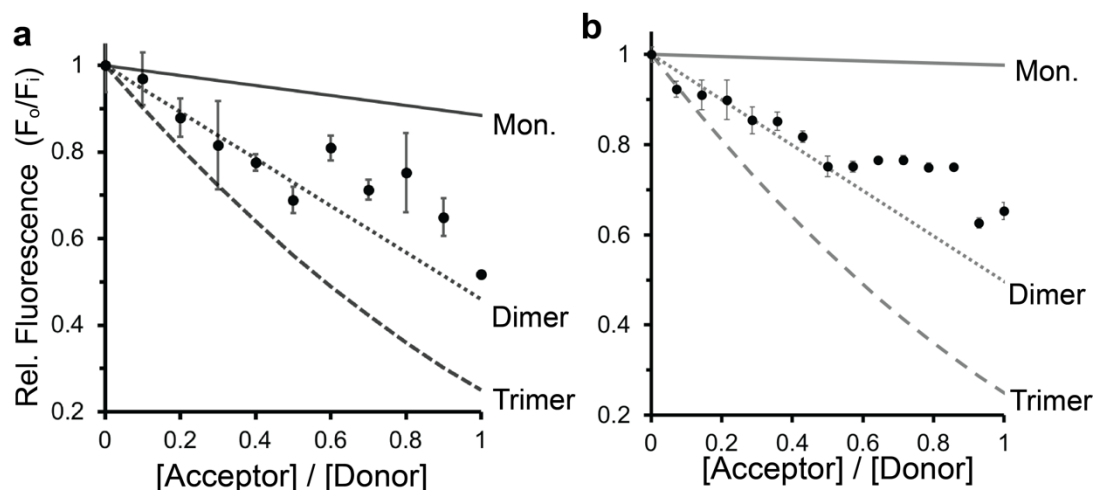 a
Rel. Fluorescence (Fₒ/Fᵢ)
1
0.8
0.6
0.4
0.2
0 0.2 0.4 0.6 0.8 1
[Acceptor] / [Donor]
Mon.
Dimer
Trimer
b
1
0.8
0.6
0.4
0.2
0 0.2 0.4 0.6 0.8 1
[Acceptor] / [Donor]
Mon.
Dimer
Trimer